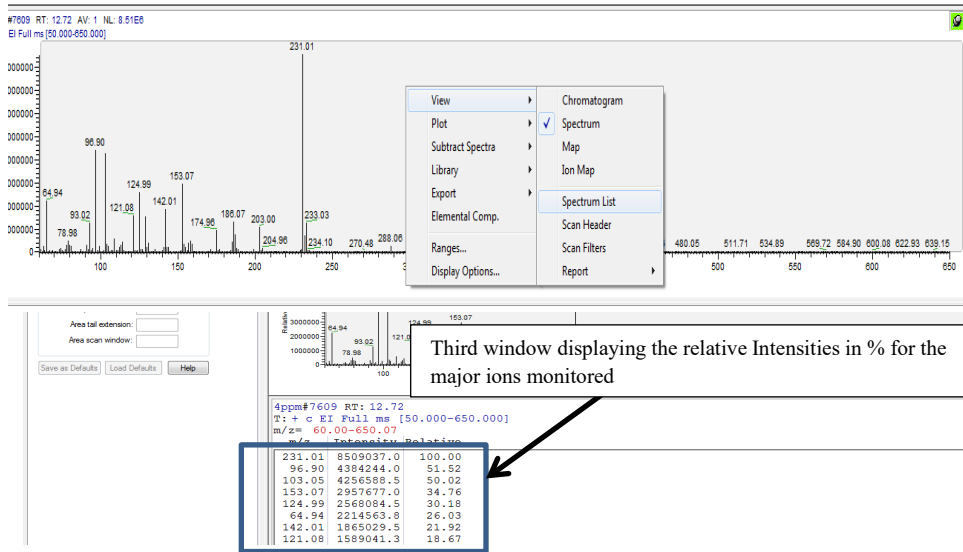 #7609 RT: 12.72 AV: 1 NL: 8.51E6
EI Full ms [50.000-650.000]
231.01
96.90
153.07
124.99
64.94
142.01
121.08
93.02
174.96
186.07
203.00
233.03
78.98
204.96
234.10
270.48
288.06
480.05
511.71
534.89
569.72
584.90
600.08
622.93
639.15
100
150
200
250
500
550
600
650
View
Plot
Subtract Spectra
Library
Export
Elemental Comp.
Ranges...
Display Options...
Chromatogram
Spectrum
Map
Ion Map
Spectrum List
Scan Header
Scan Filters
Report
Area tail extension:
Area scan window:
Save as Defaults
Load Defaults
Help
Relative
3000000
2000000
1000000
0
64.94
93.02
78.98
124.99
153.07
100
Third window displaying the relative Intensities in % for the
major ions monitored
4ppm#7609 RT: 12.72
T: + c EI Full ms [50.000-650.000]
m/z= 60.00-650.07
m/z Intensity Relative
231.01 8509037.0 100.00
96.90 4384244.0 51.52
103.05 4256588.5 50.02
153.07 2957677.0 34.76
124.99 2568084.5 30.18
64.94 2214563.8 26.03
142.01 1865029.5 21.92
121.08 1589041.3 18.67